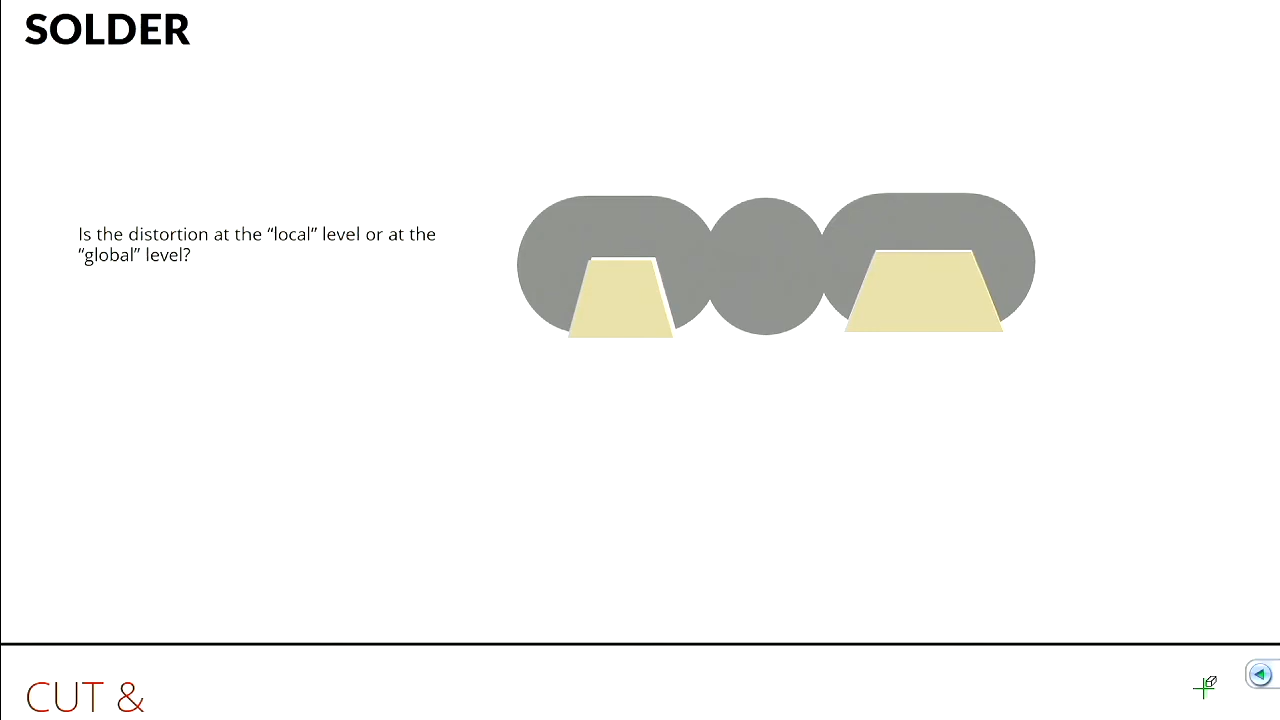 SOLDER
Is the distortion at the “local” level or at the
“global” level?
CUT &